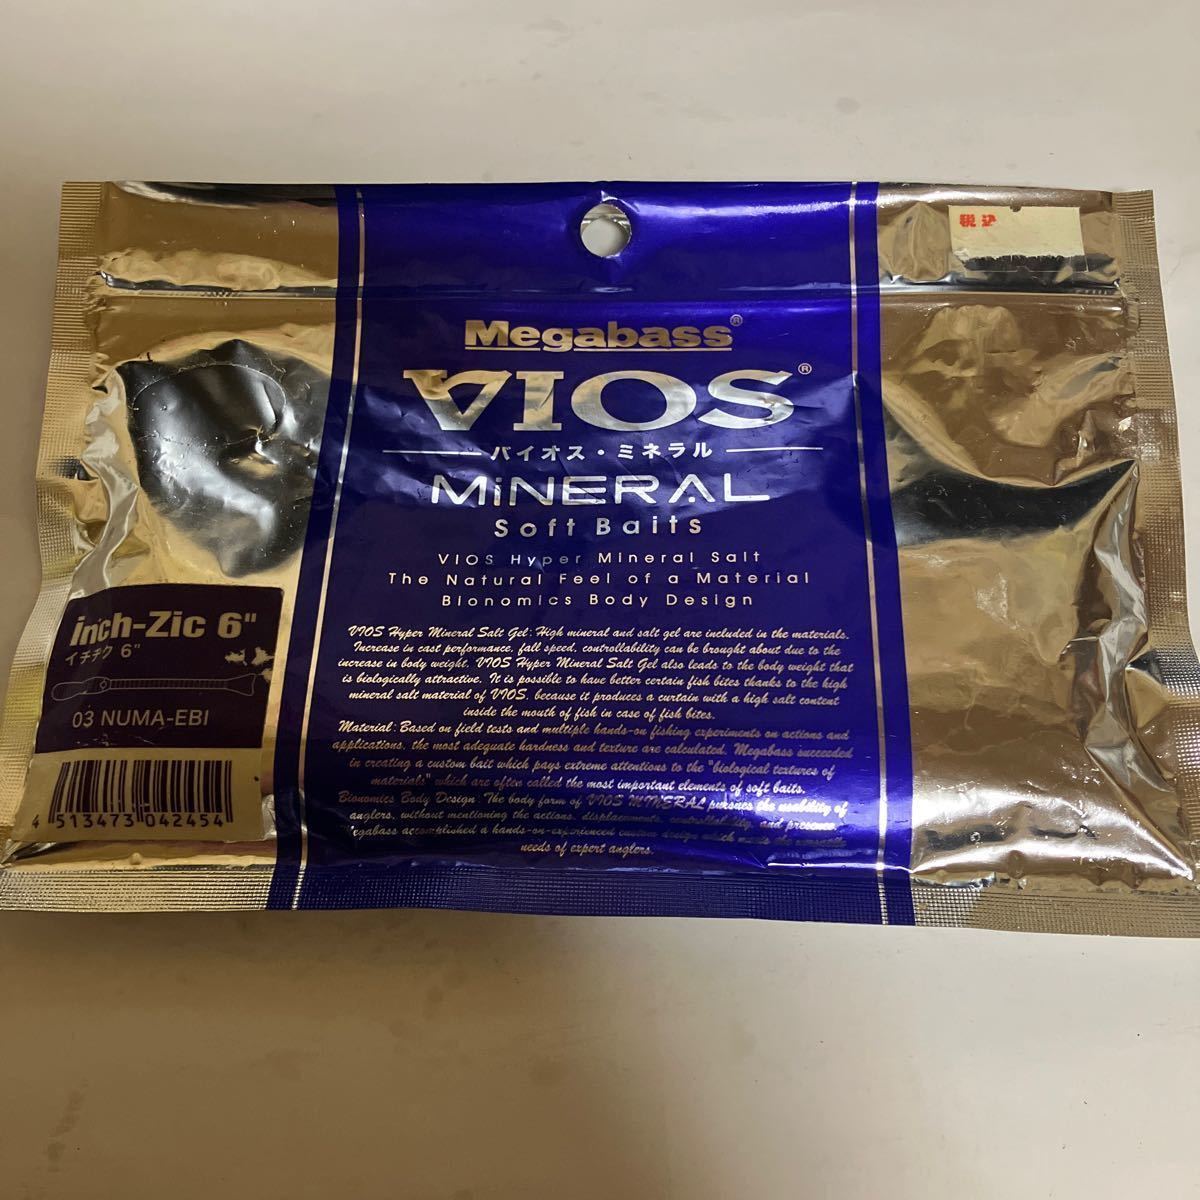 税込
Megabass®
VIOS®
バイオス・ミネラル
MiNERAL
Soft Baits
VIOS Hyper Mineral Salt
The Natural Feel of a Material
Bionomics Body Design
VIOS Hyper Mineral Salt Gel: High mineral and salt gel are included in the materials.
Increase in cast performance, fall speed, controllability can be brought about due to the
increase in body weight. VIOS Hyper Mineral Salt Gel also leads to the body weight that
is biologically attractive. It is possible to have better certain fish bites thanks to the high
mineral salt material of VIOS, because it produces a curtain with a high salt content
inside the mouth of fish in case of fish bites.
Material: Based on field tests and multiple hands-on fishing experiments on actions and
applications, the most adequate hardness and texture are calculated. Megabass succeeded
in creating a custom bait which pays extreme attentions to the "biological textures of
materials" which are often called the most important elements of soft baits.
Bionomics Body Design: The body form of VIOS MINERAL pursues the usability of
anglers, without mentioning the actions, displacements, controllability, and presence.
Megabass accomplished a hands-on-experienced custom design which meets the versatile
needs of expert anglers.
inch-Zic 6"
イチヂク 6"
03 NUMA-EBI
4 513473 042454